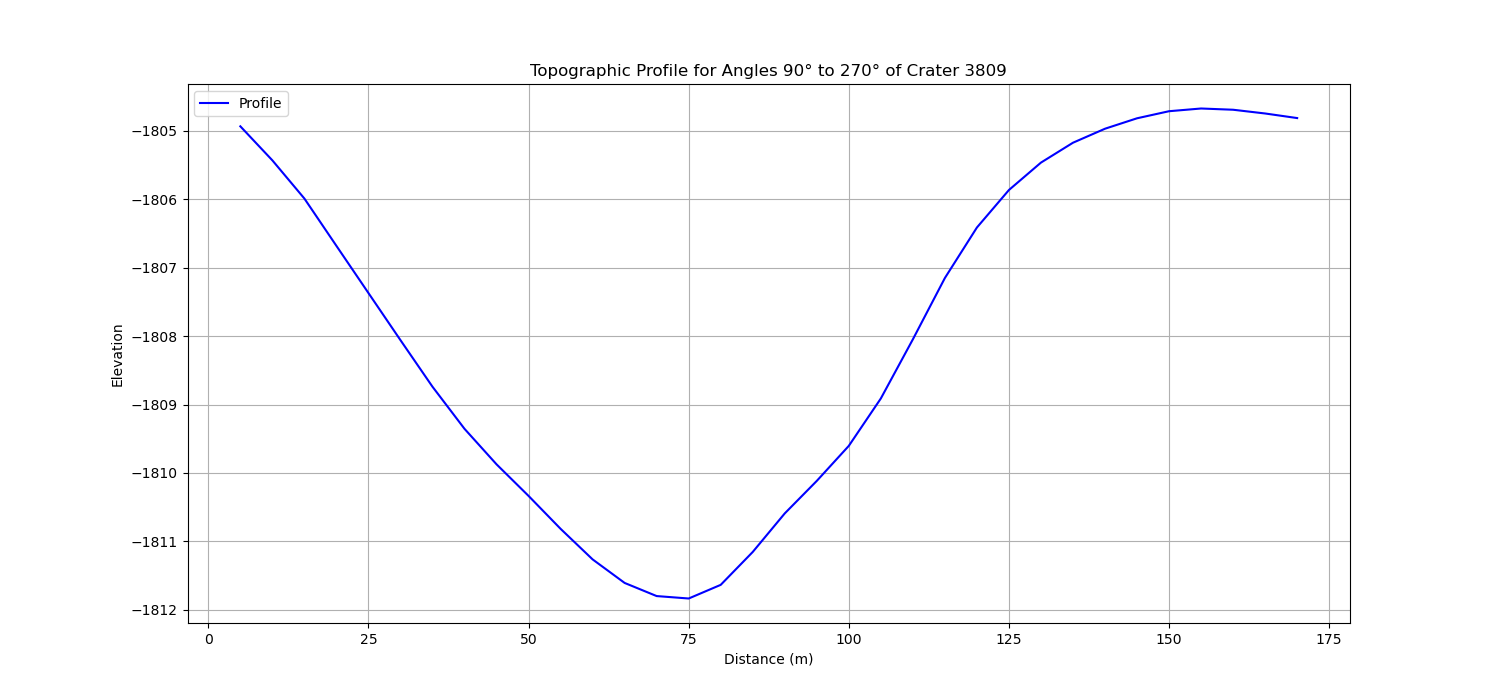 Topographic Profile for Angles 90° to 270° of Crater 3809
Profile
−1805
−1806
−1807
−1808
−1809
−1810
−1811
−1812
Elevation
0 25 50 75 100 125 150 175
Distance (m)